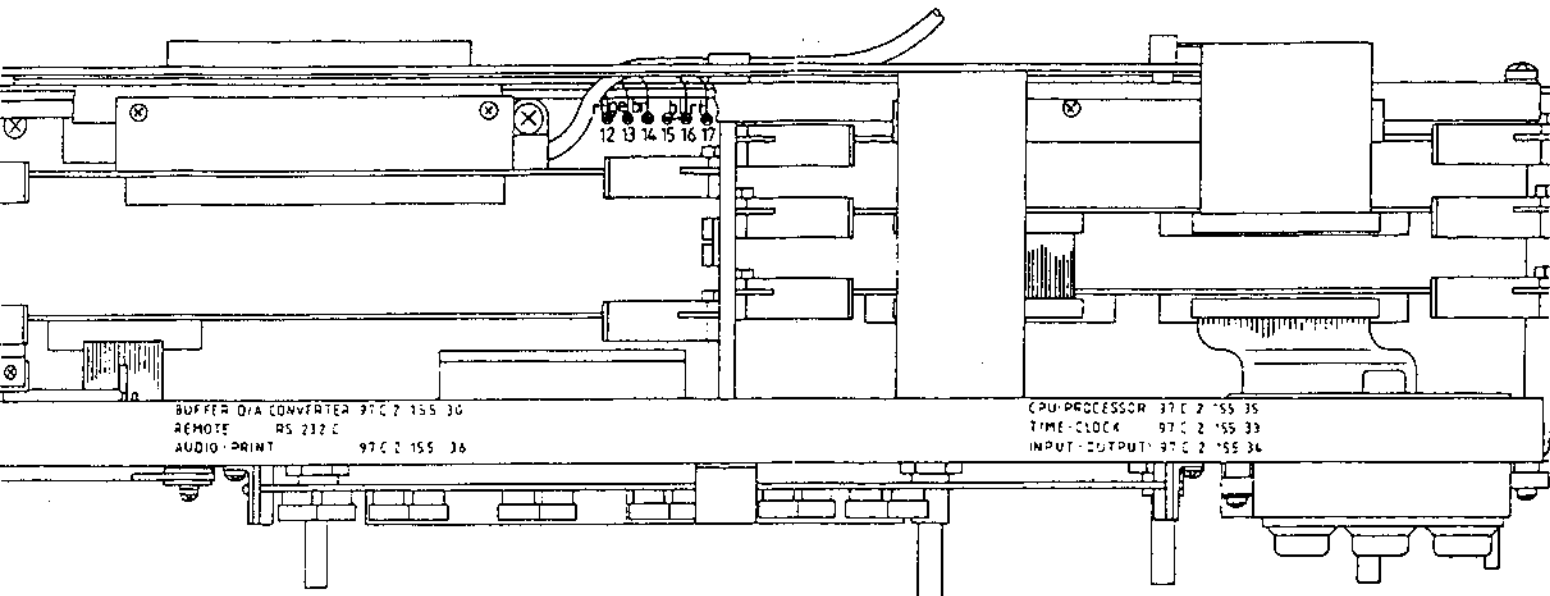 12 13 14 15 16 17
BUFFER D/A CONVERTER 97 C 2 155 36
REMOTE RS 232 C
AUDIO-PRINT 97 C 2 155 36
CPU-PROCESSOR 97 C 2 155 35
TIME-CLOCK 97 C 2 155 33
INPUT-OUTPUT 97 C 2 155 34